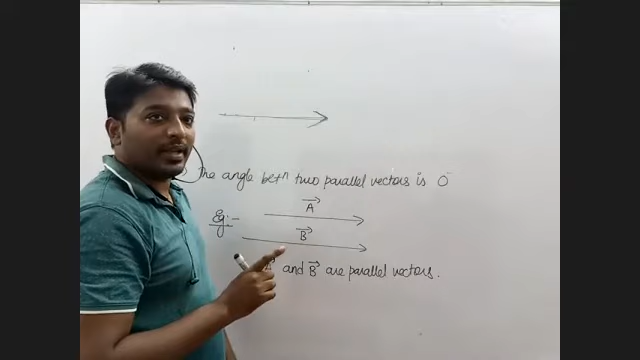 The angle betn two parallel vectors is 0°
Eg:-
A⃗
B⃗
A⃗ and B⃗ are parallel vectors.